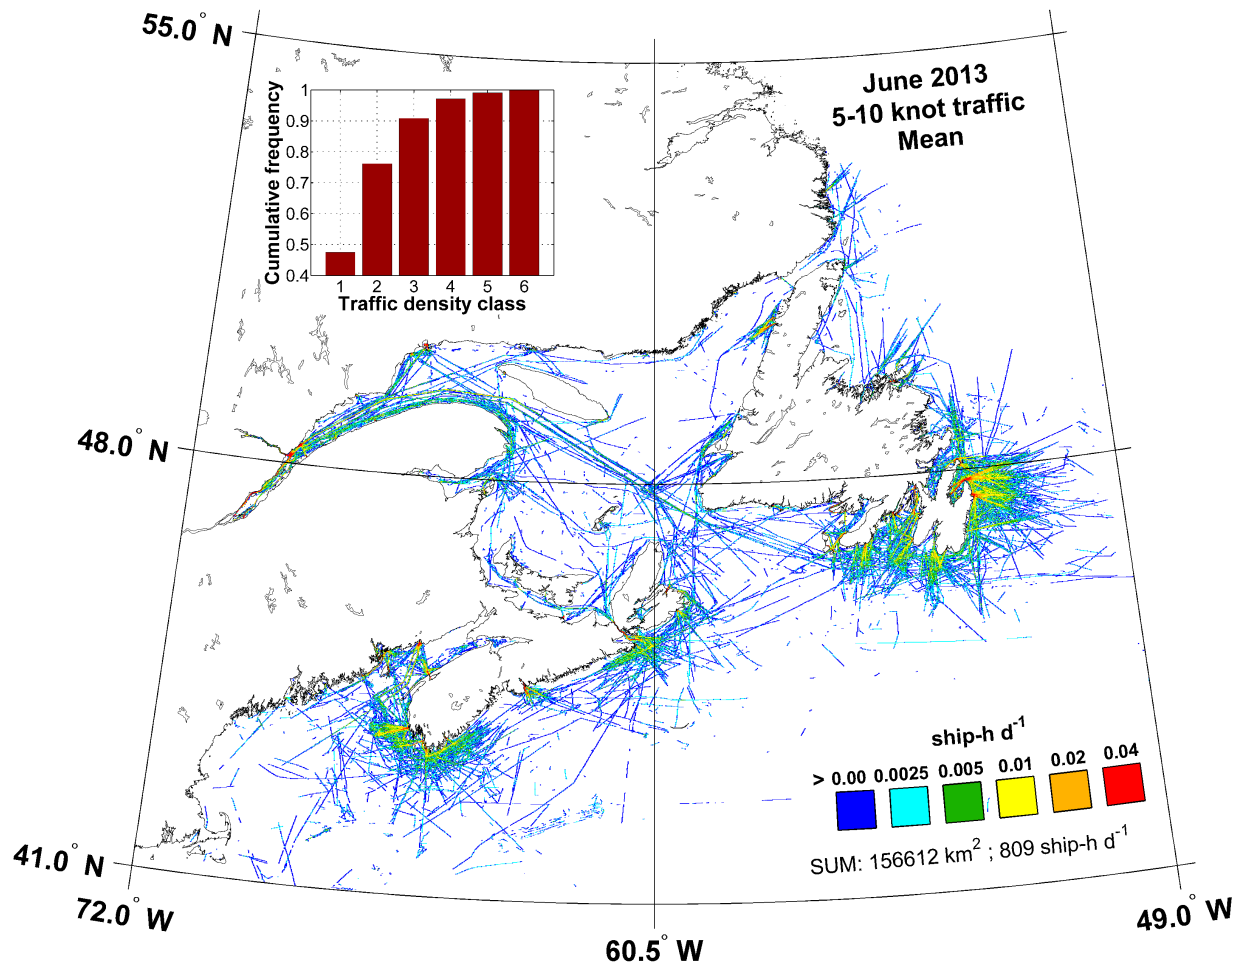 55.0° N
June 2013
5-10 knot traffic
Mean
Cumulative frequency
1
0.9
0.8
0.7
0.6
0.5
0.4
1 2 3 4 5 6
Traffic density class
48.0° N
ship-h d-1
> 0.00 0.0025 0.005 0.01 0.02 0.04
SUM: 156612 km2 ; 809 ship-h d-1
41.0° N
72.0° W
60.5° W
49.0° W